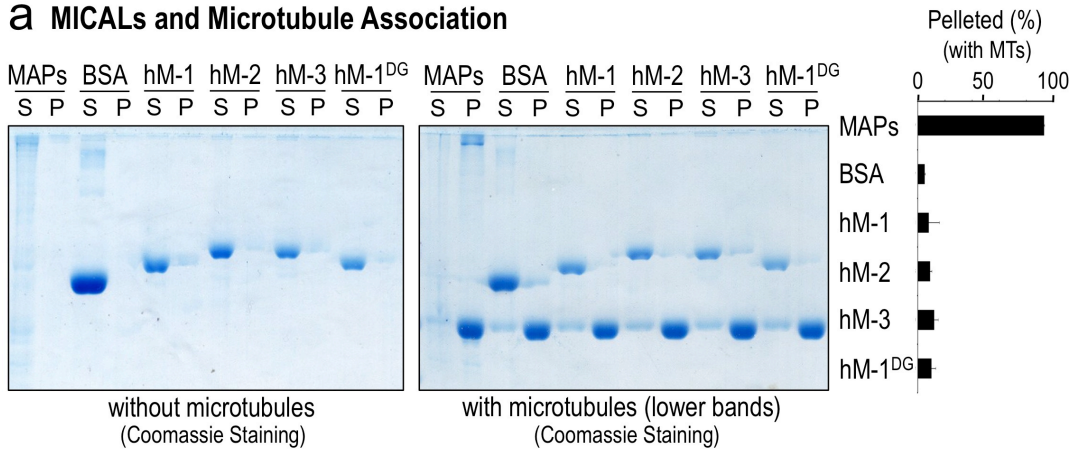 a MICALs and Microtubule Association
MAPs BSA hM-1 hM-2 hM-3 hM-1DG
S P S P S P S P S P S P
without microtubules
(Coomassie Staining)
MAPs BSA hM-1 hM-2 hM-3 hM-1DG
S P S P S P S P S P S P
with microtubules (lower bands)
(Coomassie Staining)
Pelleted (%)
(with MTs)
0 50 100
MAPs
BSA
hM-1
hM-2
hM-3
hM-1DG